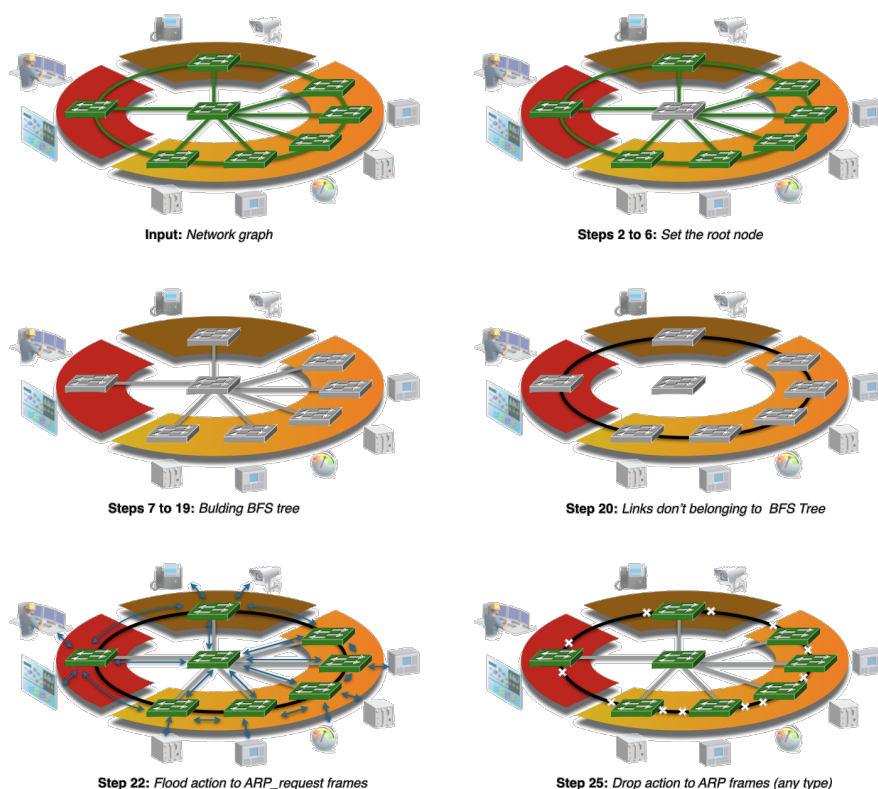 Input: Network graph
Steps 2 to 6: Set the root node
Steps 7 to 19: Bulding BFS tree
Step 20: Links don't belonging to BFS Tree
Step 22: Flood action to ARP_request frames
Step 25: Drop action to ARP frames (any type)